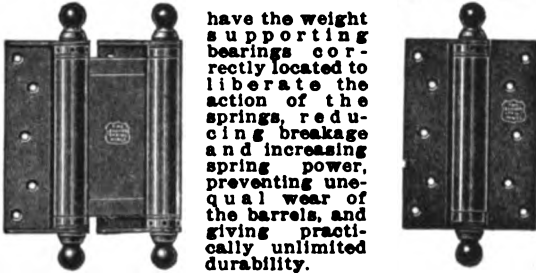 have the weight
supporting
bearings cor-
rectly located to
liberate the
action of the
springs, redu-
cing breakage
and increasing
spring power,
preventing une-
qual wear of
the barrels, and
giving practi-
cally unlimited
durability.